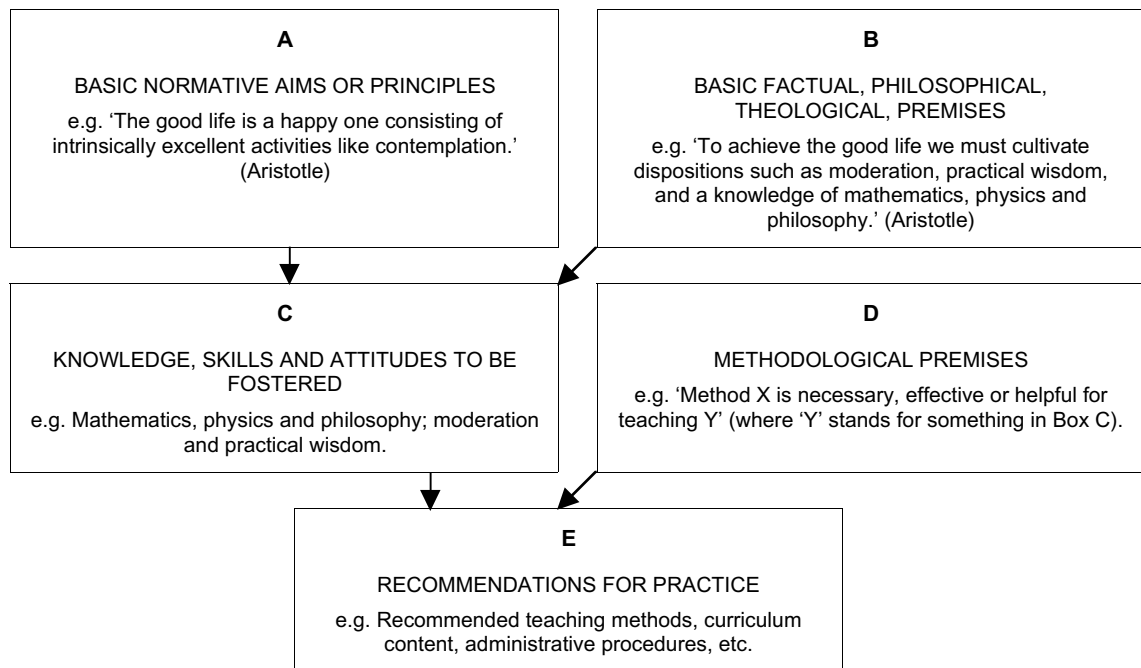 A
BASIC NORMATIVE AIMS OR PRINCIPLES
e.g. ‘The good life is a happy one consisting of
intrinsically excellent activities like contemplation.’
(Aristotle)
B
BASIC FACTUAL, PHILOSOPHICAL,
THEOLOGICAL, PREMISES
e.g. ‘To achieve the good life we must cultivate
dispositions such as moderation, practical wisdom,
and a knowledge of mathematics, physics and
philosophy.’ (Aristotle)
C
KNOWLEDGE, SKILLS AND ATTITUDES TO BE
FOSTERED
e.g. Mathematics, physics and philosophy; moderation
and practical wisdom.
D
METHODOLOGICAL PREMISES
e.g. ‘Method X is necessary, effective or helpful for
teaching Y’ (where ‘Y’ stands for something in Box C).
E
RECOMMENDATIONS FOR PRACTICE
e.g. Recommended teaching methods, curriculum
content, administrative procedures, etc.